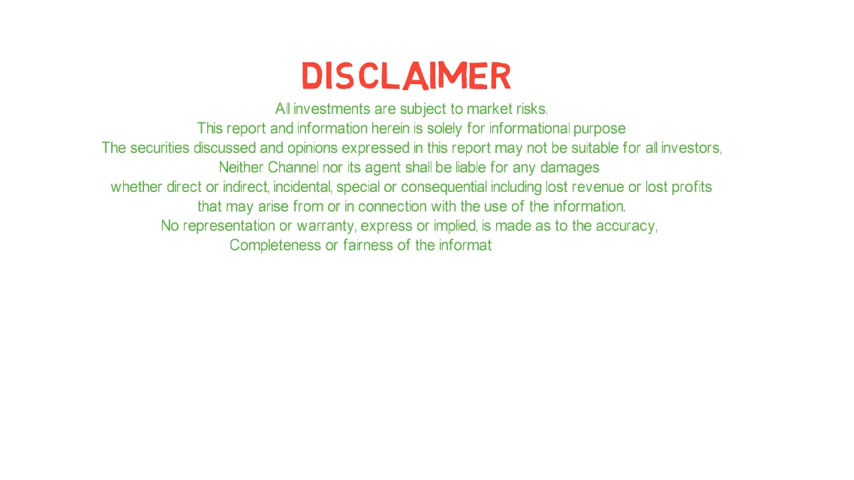 DISCLAIMER
All investments are subject to market risks.
This report and information herein is solely for informational purpose
The securities discussed and opinions expressed in this report may not be suitable for all investors,
Neither Channel nor its agent shall be liable for any damages
whether direct or indirect, incidental, special or consequential including lost revenue or lost profits
that may arise from or in connection with the use of the information.
No representation or warranty, express or implied, is made as to the accuracy,
Completeness or fairness of the informat